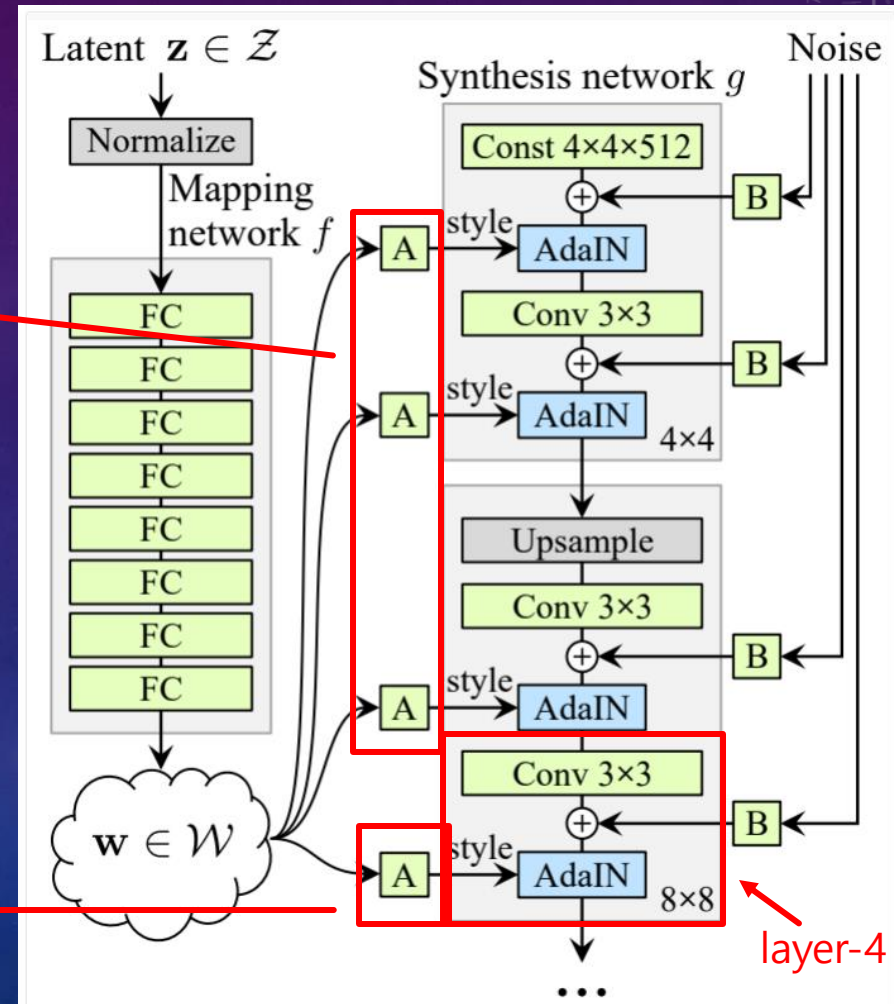 Latent z ∈ 𝒵
Normalize
Mapping
network f
FC
FC
FC
FC
FC
FC
FC
FC
w ∈ 𝒲
A
A
A
A
style
style
style
style
Synthesis network g
Const 4×4×512
+
AdaIN
Conv 3×3
+
AdaIN
4×4
Upsample
Conv 3×3
+
AdaIN
Conv 3×3
+
AdaIN
8×8
...
Noise
B
B
B
B
layer-4